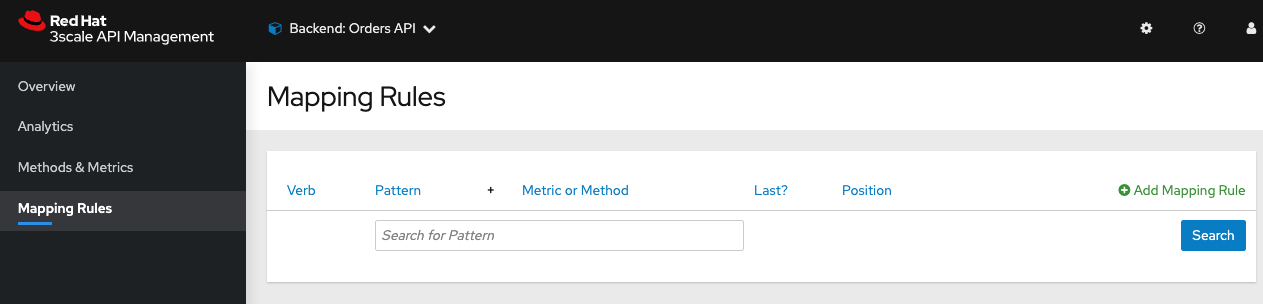 Red Hat
3scale API Management
Backend: Orders API
Overview
Analytics
Methods & Metrics
Mapping Rules
Mapping Rules
Verb Pattern + Metric or Method Last? Position Add Mapping Rule
Search for Pattern Search